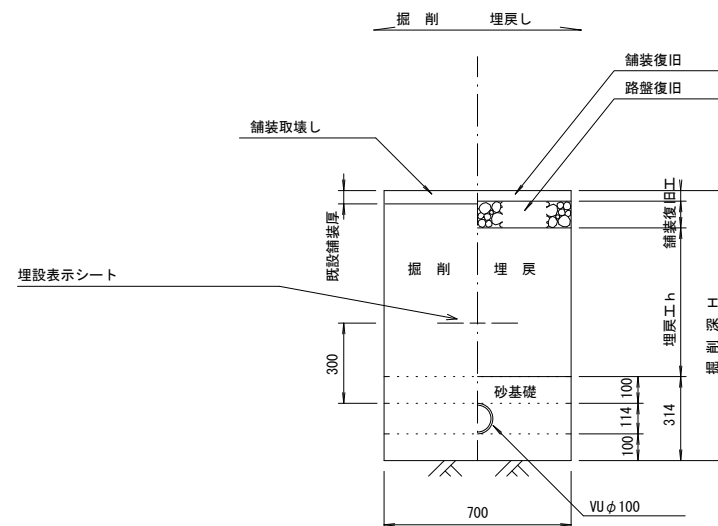 掘 削 埋戻し
舗装復旧
路盤復旧
舗装取壊し
既設舗装厚
舗装復旧工
掘 削 埋 戻
埋設表示シート
埋戻工h
掘 削 深 H
300
砂基礎
100
114
100
314
700
VUφ100